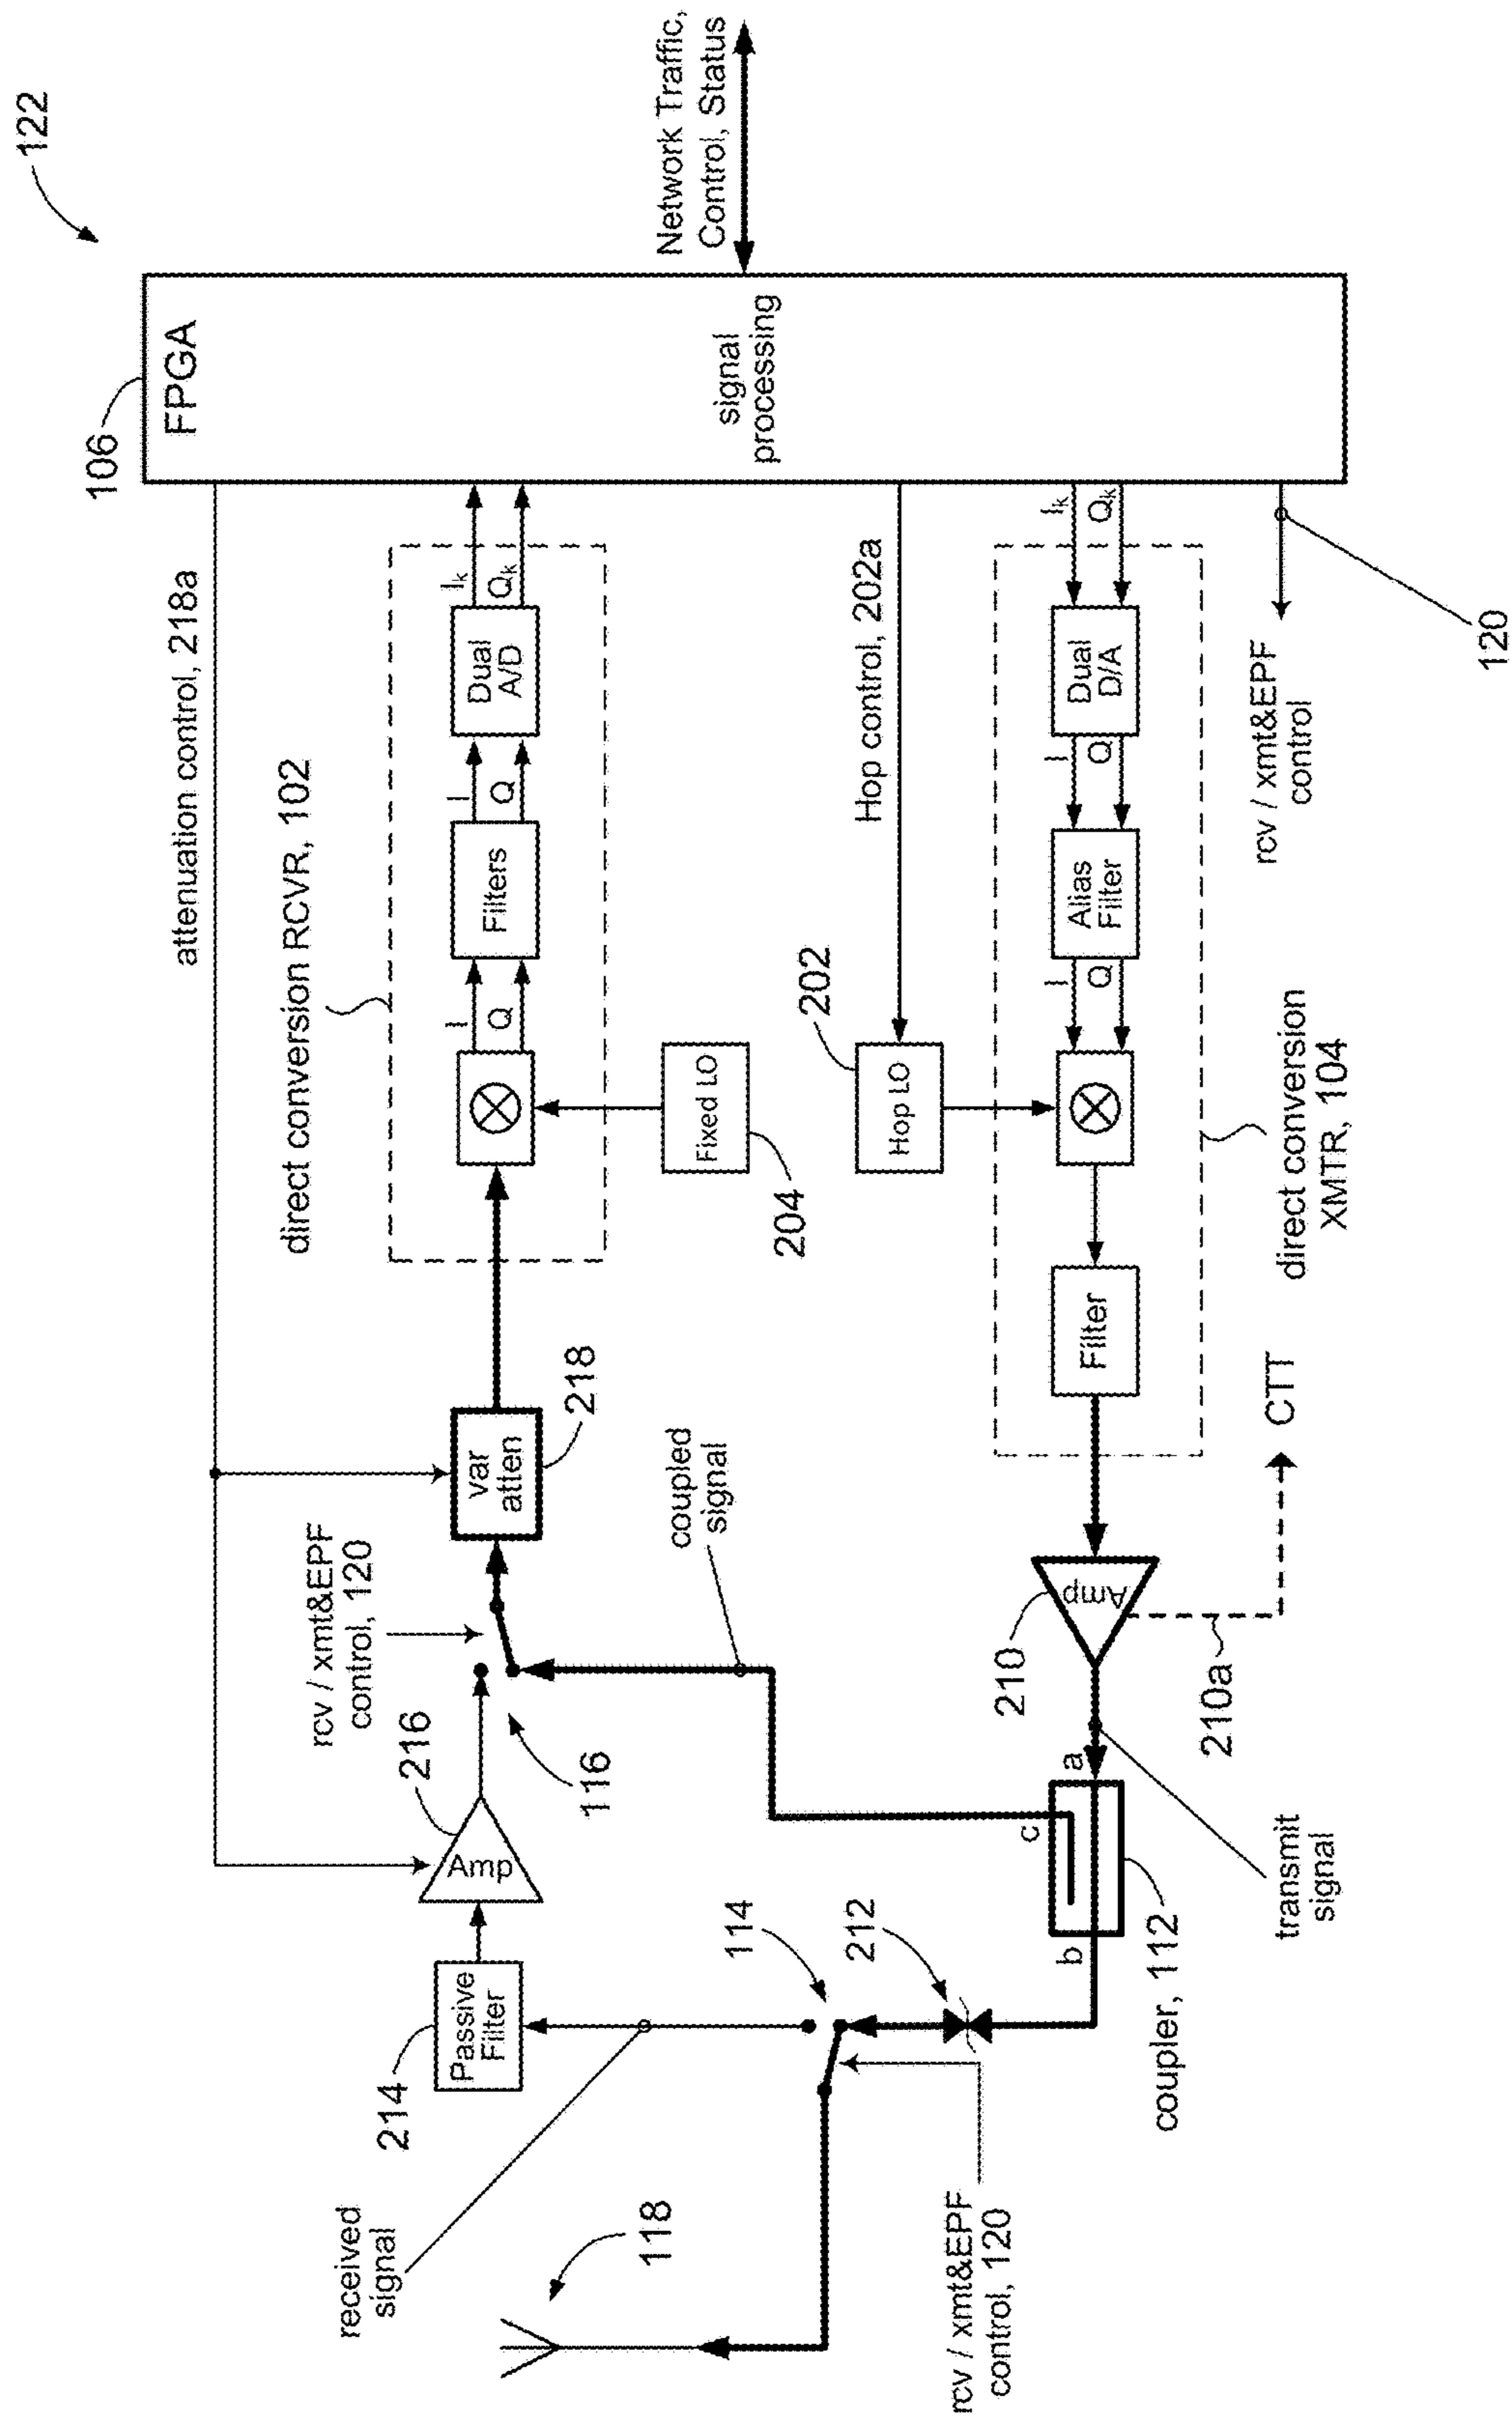 122
106
FPGA
signal
processing
Network Traffic,
Control, Status
attenuation control, 218a
direct conversion RCVR, 102
I
Q
Filters
I
Q
Dual
A/D
Ik
Qk
Fixed LO
204
Hop control, 202a
202
Hop LO
Ik
Qk
Dual
D/A
I
Q
Alias
Filter
I
Q
Filter
direct conversion
XMTR, 104
rcv / xmt&EPF
control
120
received
signal
214
Passive
Filter
216
Amp
rcv / xmt&EPF
control, 120
116
var
atten
218
coupled
signal
118
114
212
rcv / xmt&EPF
control, 120
coupler, 112
a
b
c
transmit
signal
210
Amp
210a
CTT